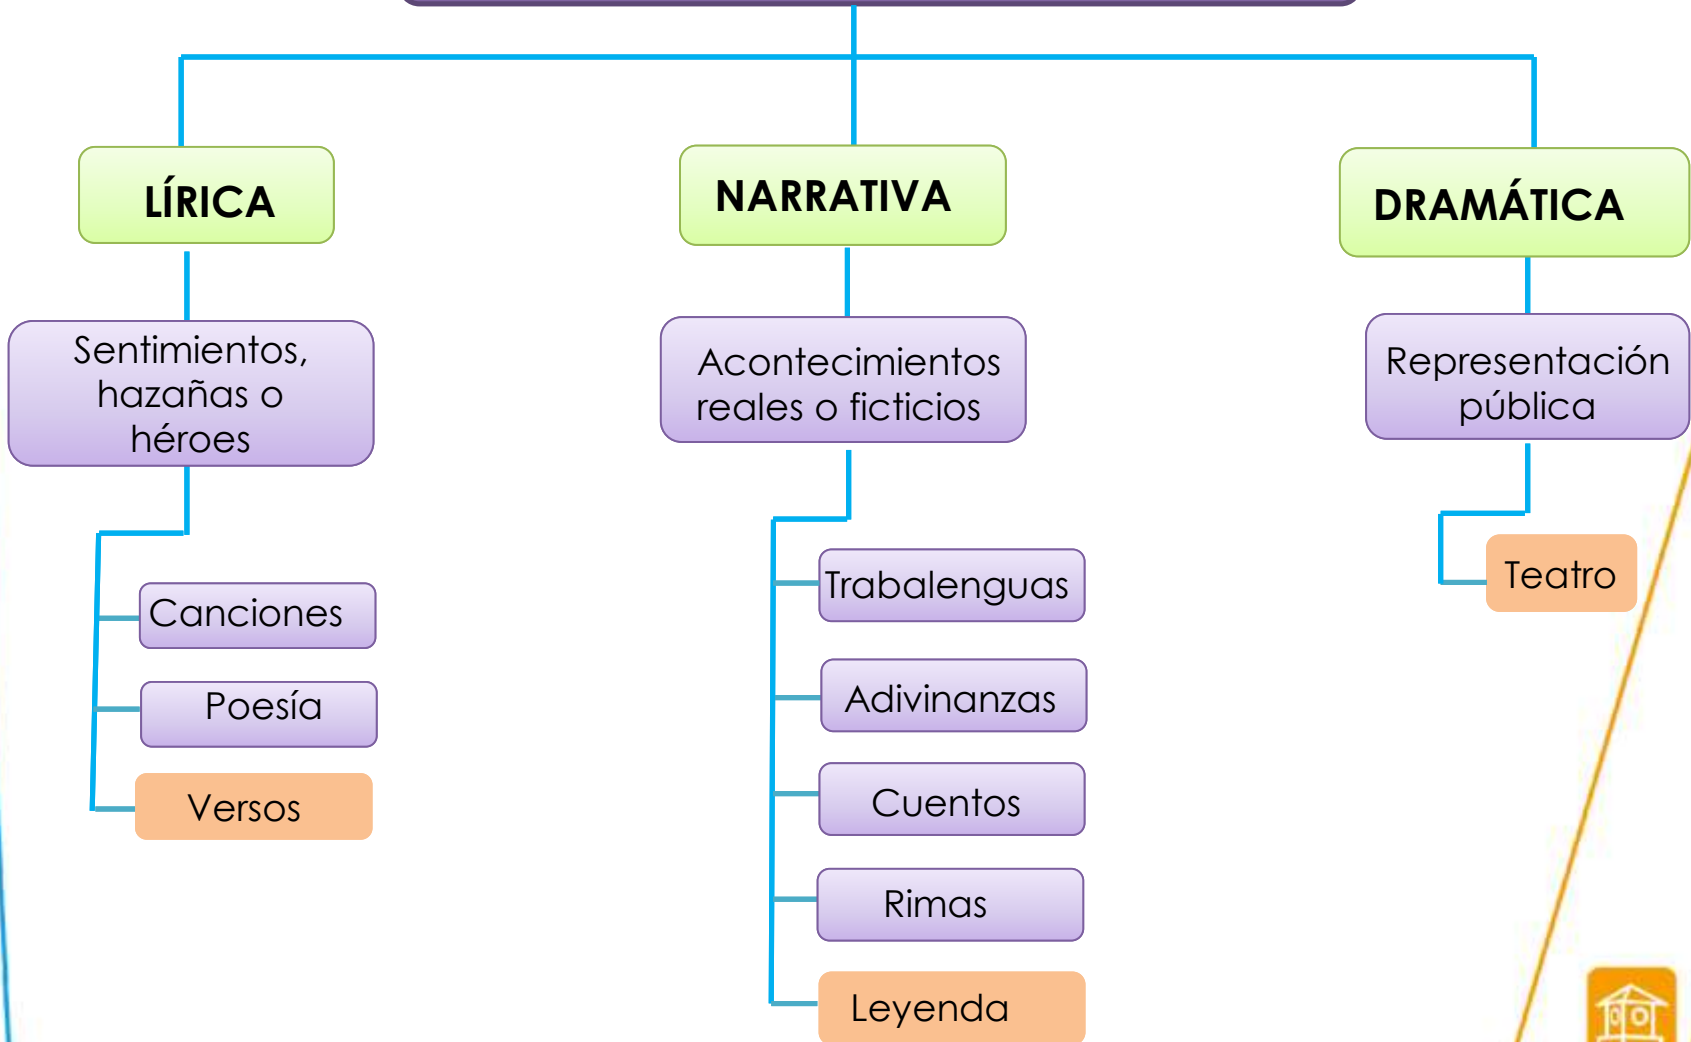 LÍRICA
NARRATIVA
DRAMÁTICA
Sentimientos,
hazañas o
héroes
Acontecimientos
reales o ficticios
Representación
pública
Canciones
Poesía
Versos
Trabalenguas
Adivinanzas
Cuentos
Rimas
Leyenda
Teatro